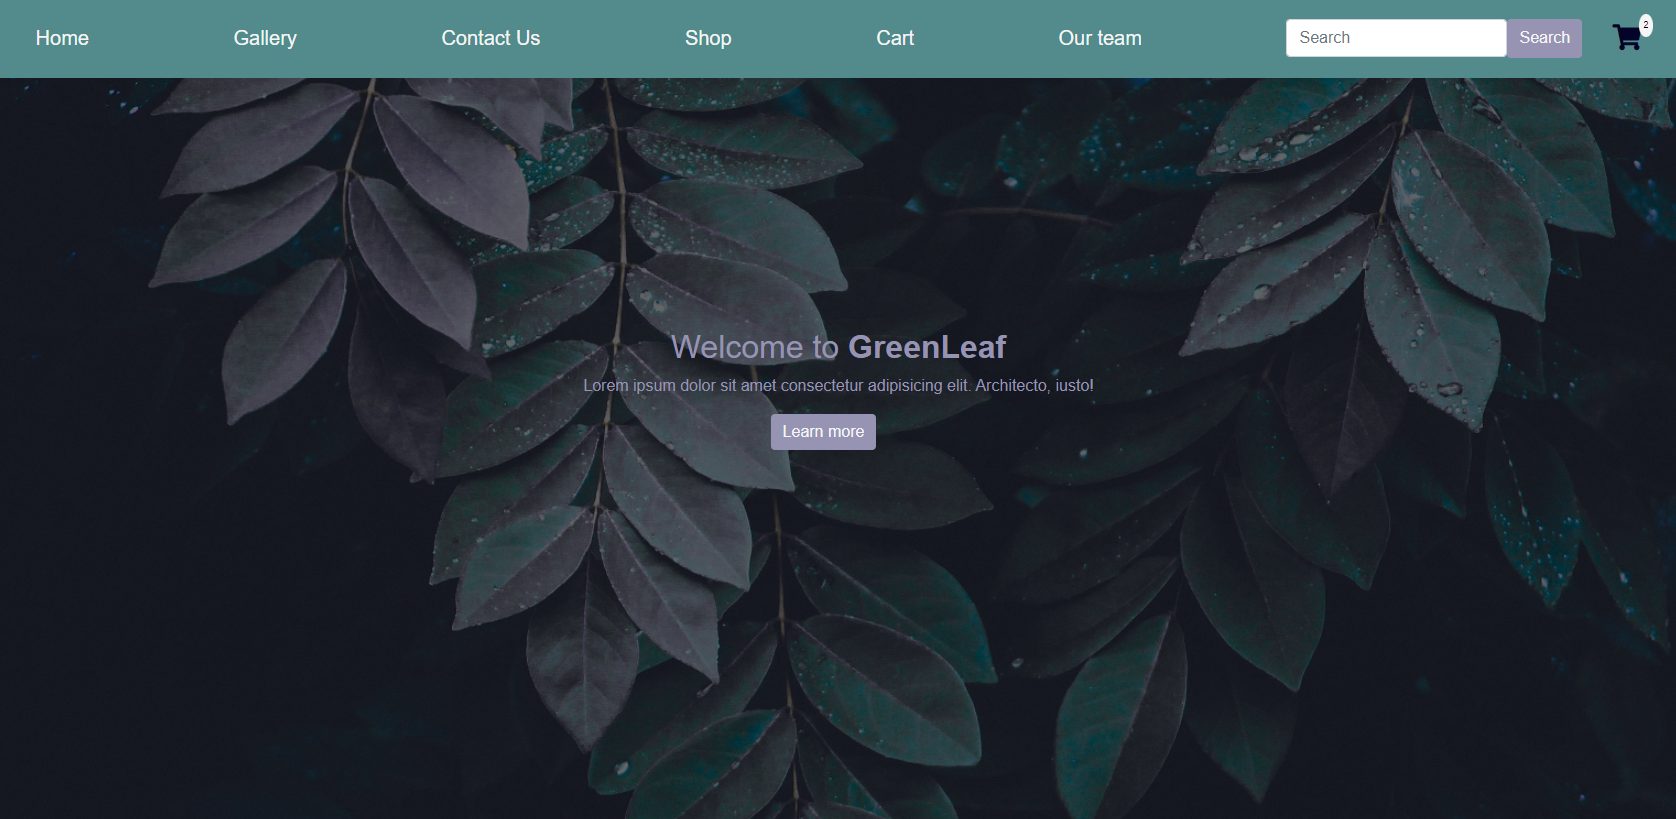 Home Gallery Contact Us Shop Cart Our team Search Search 2
Welcome to GreenLeaf
Lorem ipsum dolor sit amet consectetur adipisicing elit. Architecto, iusto!
Learn more